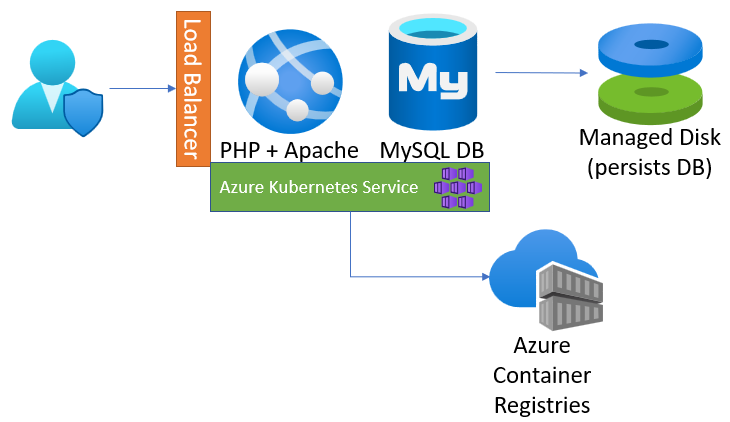 Load Balancer
PHP + Apache
My
MySQL DB
Managed Disk
(persists DB)
Azure Kubernetes Service
Azure
Container
Registries